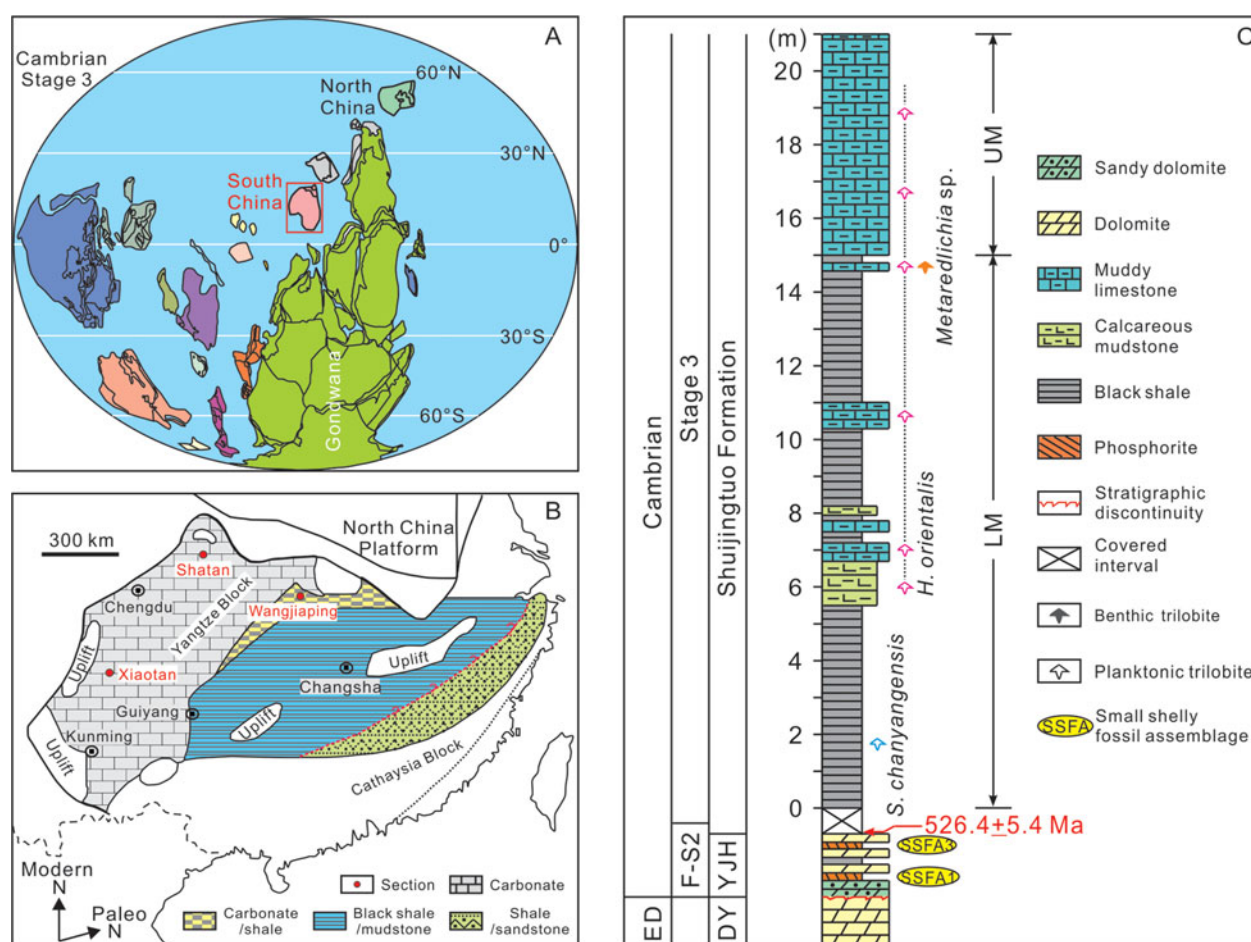 A
Cambrian
Stage 3
60°N
North
China
30°N
South
China
0°
30°S
60°S
Gondwana
B
300 km
North China
Platform
Shatan
Chengdu
Yangtze Block
Wangjiaping
Uplift
Xiaotan
Uplift
Changsha
Guiyang
Uplift
Kunming
Uplift
Cathaysia Block
Modern
N
Paleo
N
Section
Carbonate
Carbonate
/shale
Black shale
/mudstone
Shale
/sandstone
C
(m)
20
18
16
14
12
10
8
6
4
2
0
Cambrian
Stage 3
Shuijingtuo Formation
ED
F-S2
DY
YJH
S. chanyangensis
H. orientalis
Metaredlichia sp.
UM
LM
526.4±5.4 Ma
SSFA3
SSFA1
Sandy dolomite
Dolomite
Muddy
limestone
Calcareous
mudstone
Black shale
Phosphorite
Stratigraphic
discontinuity
Covered
interval
Benthic trilobite
Planktonic trilobite
SSFA
Small shelly
fossil assemblage